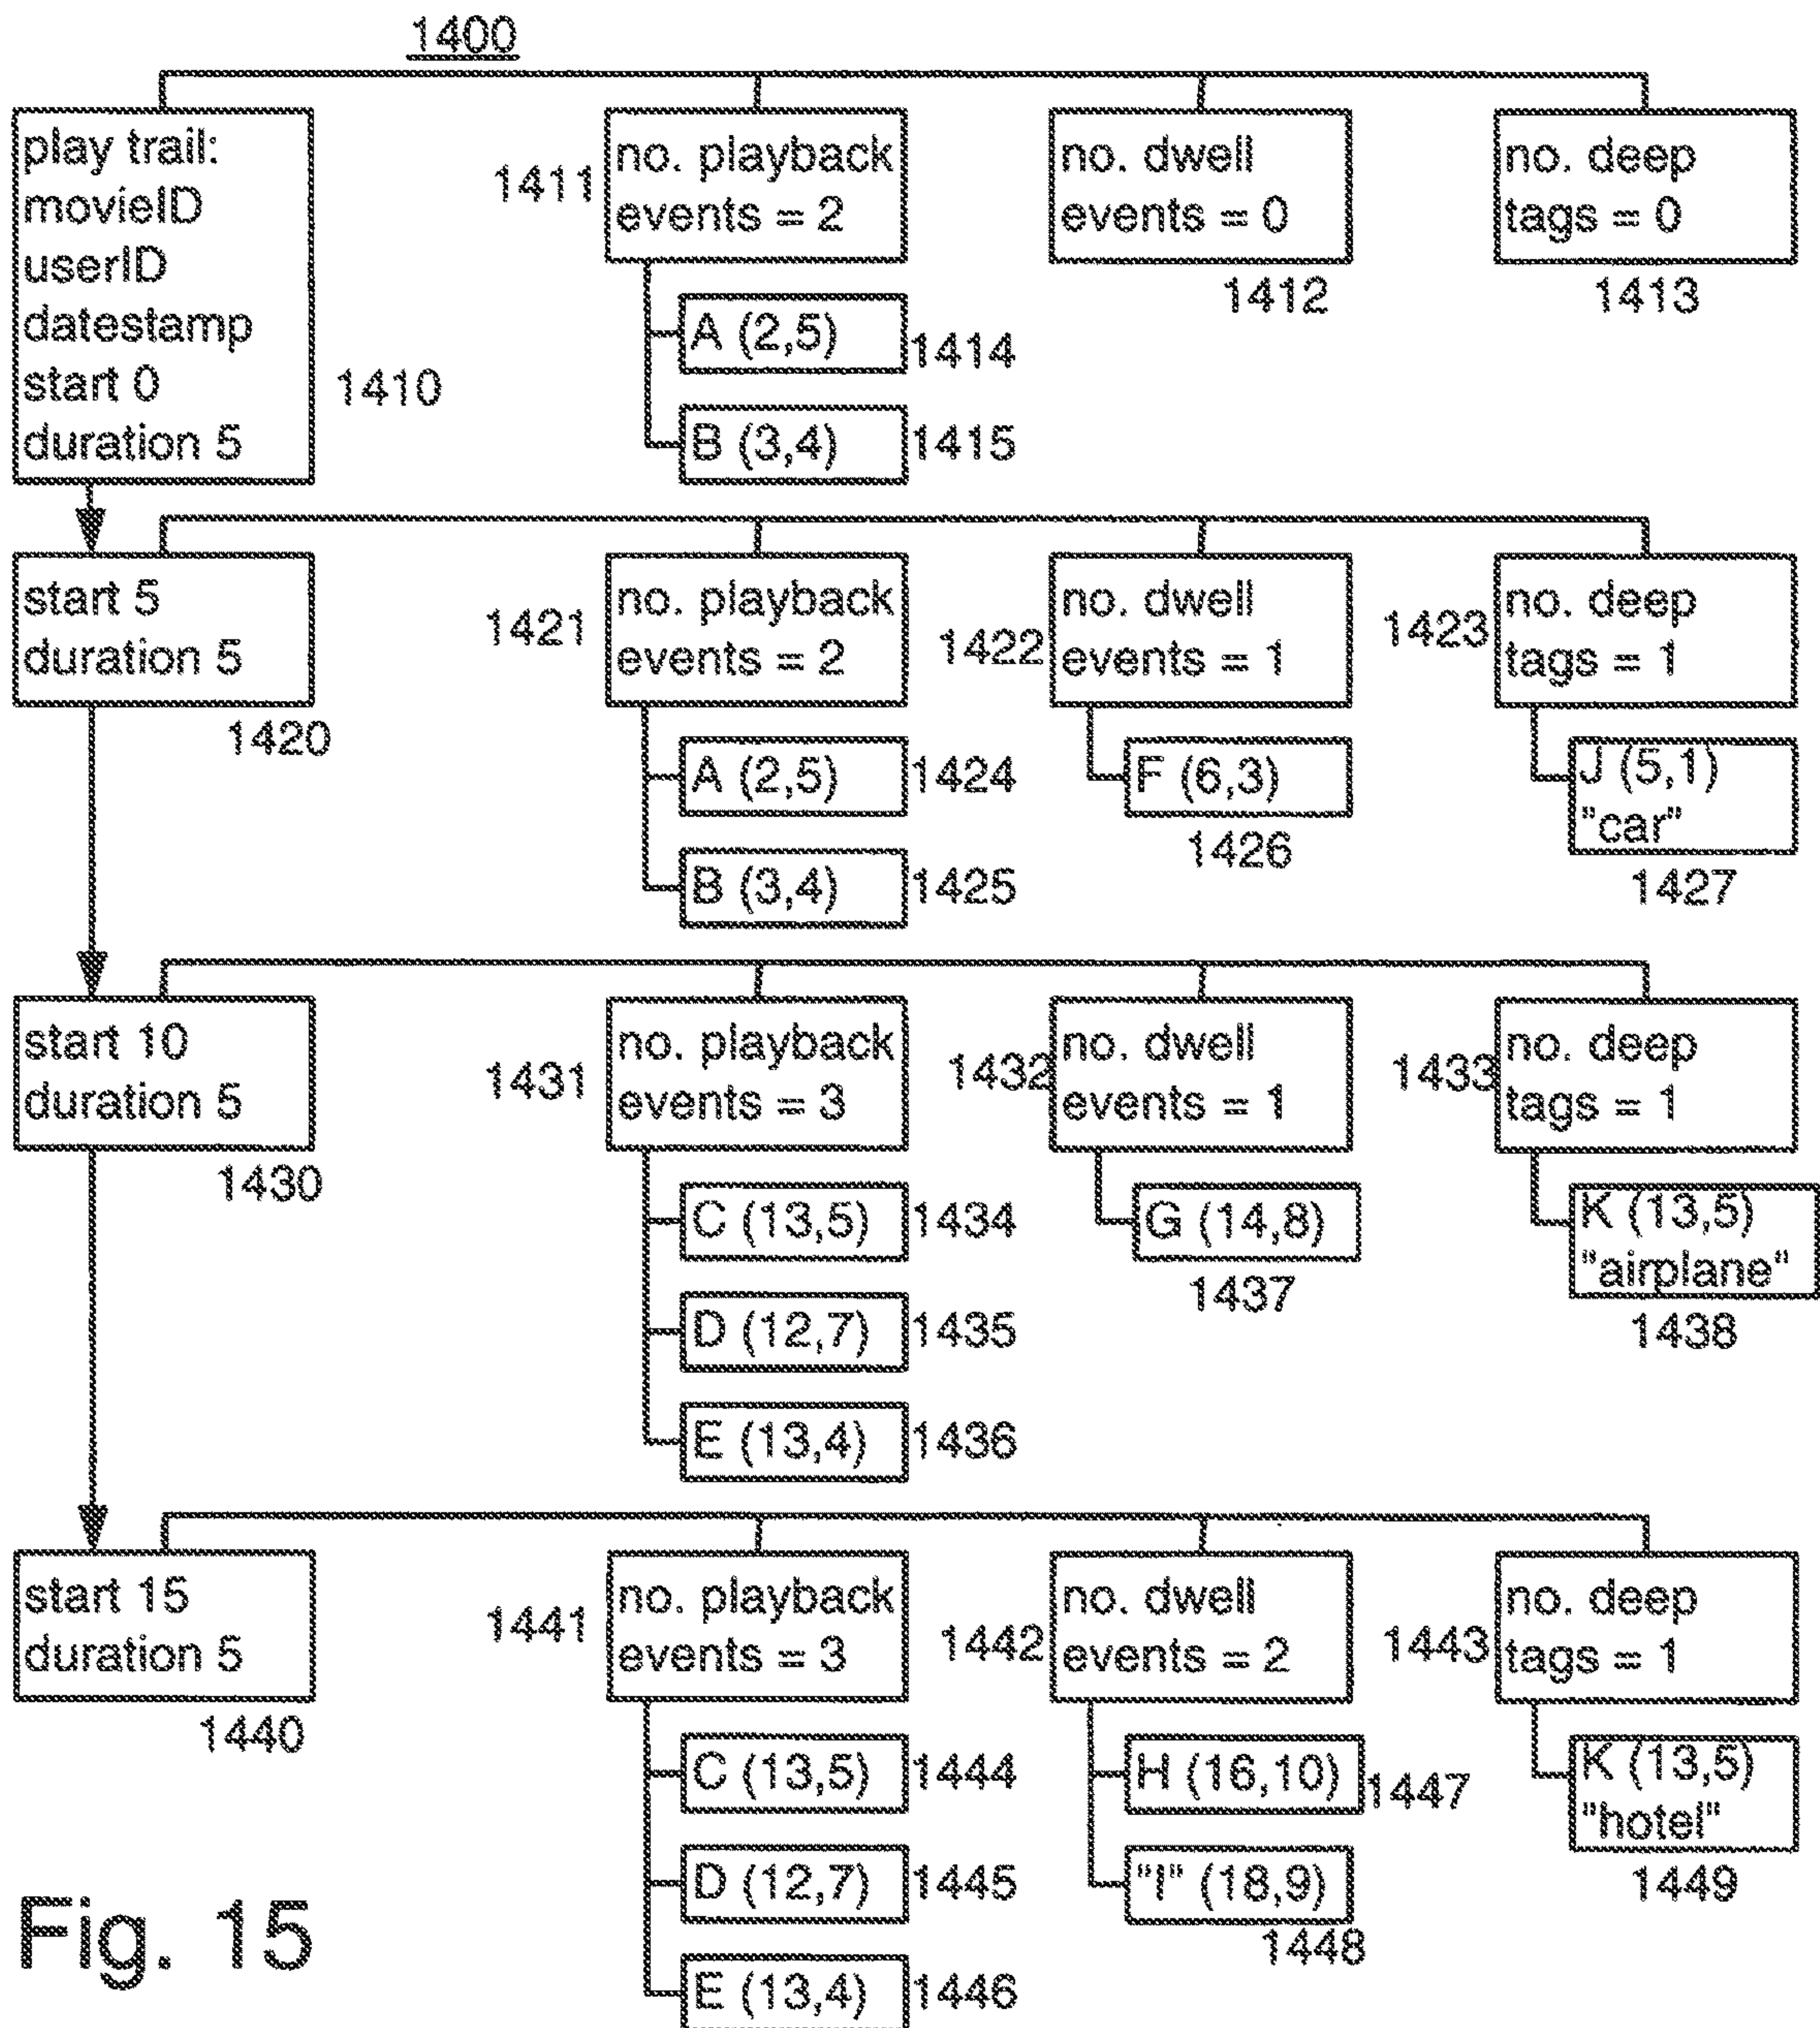 1400
play trail:
movieID
userID
datestamp
start 0
duration 5
1410
1411
no. playback
events = 2
A (2,5)
1414
B (3,4)
1415
no. dwell
events = 0
1412
no. deep
tags = 0
1413
start 5
duration 5
1420
1421
no. playback
events = 2
A (2,5)
1424
B (3,4)
1425
1422
no. dwell
events = 1
F (6,3)
1426
1423
no. deep
tags = 1
J (5,1)
"car"
1427
start 10
duration 5
1430
1431
no. playback
events = 3
C (13,5)
1434
D (12,7)
1435
E (13,4)
1436
1432
no. dwell
events = 1
G (14,8)
1437
1433
no. deep
tags = 1
K (13,5)
"airplane"
1438
start 15
duration 5
1440
1441
no. playback
events = 3
C (13,5)
1444
D (12,7)
1445
E (13,4)
1446
1442
no. dwell
events = 2
H (16,10)
1447
"I" (18,9)
1448
1443
no. deep
tags = 1
K (13,5)
"hotel"
1449
Fig. 15